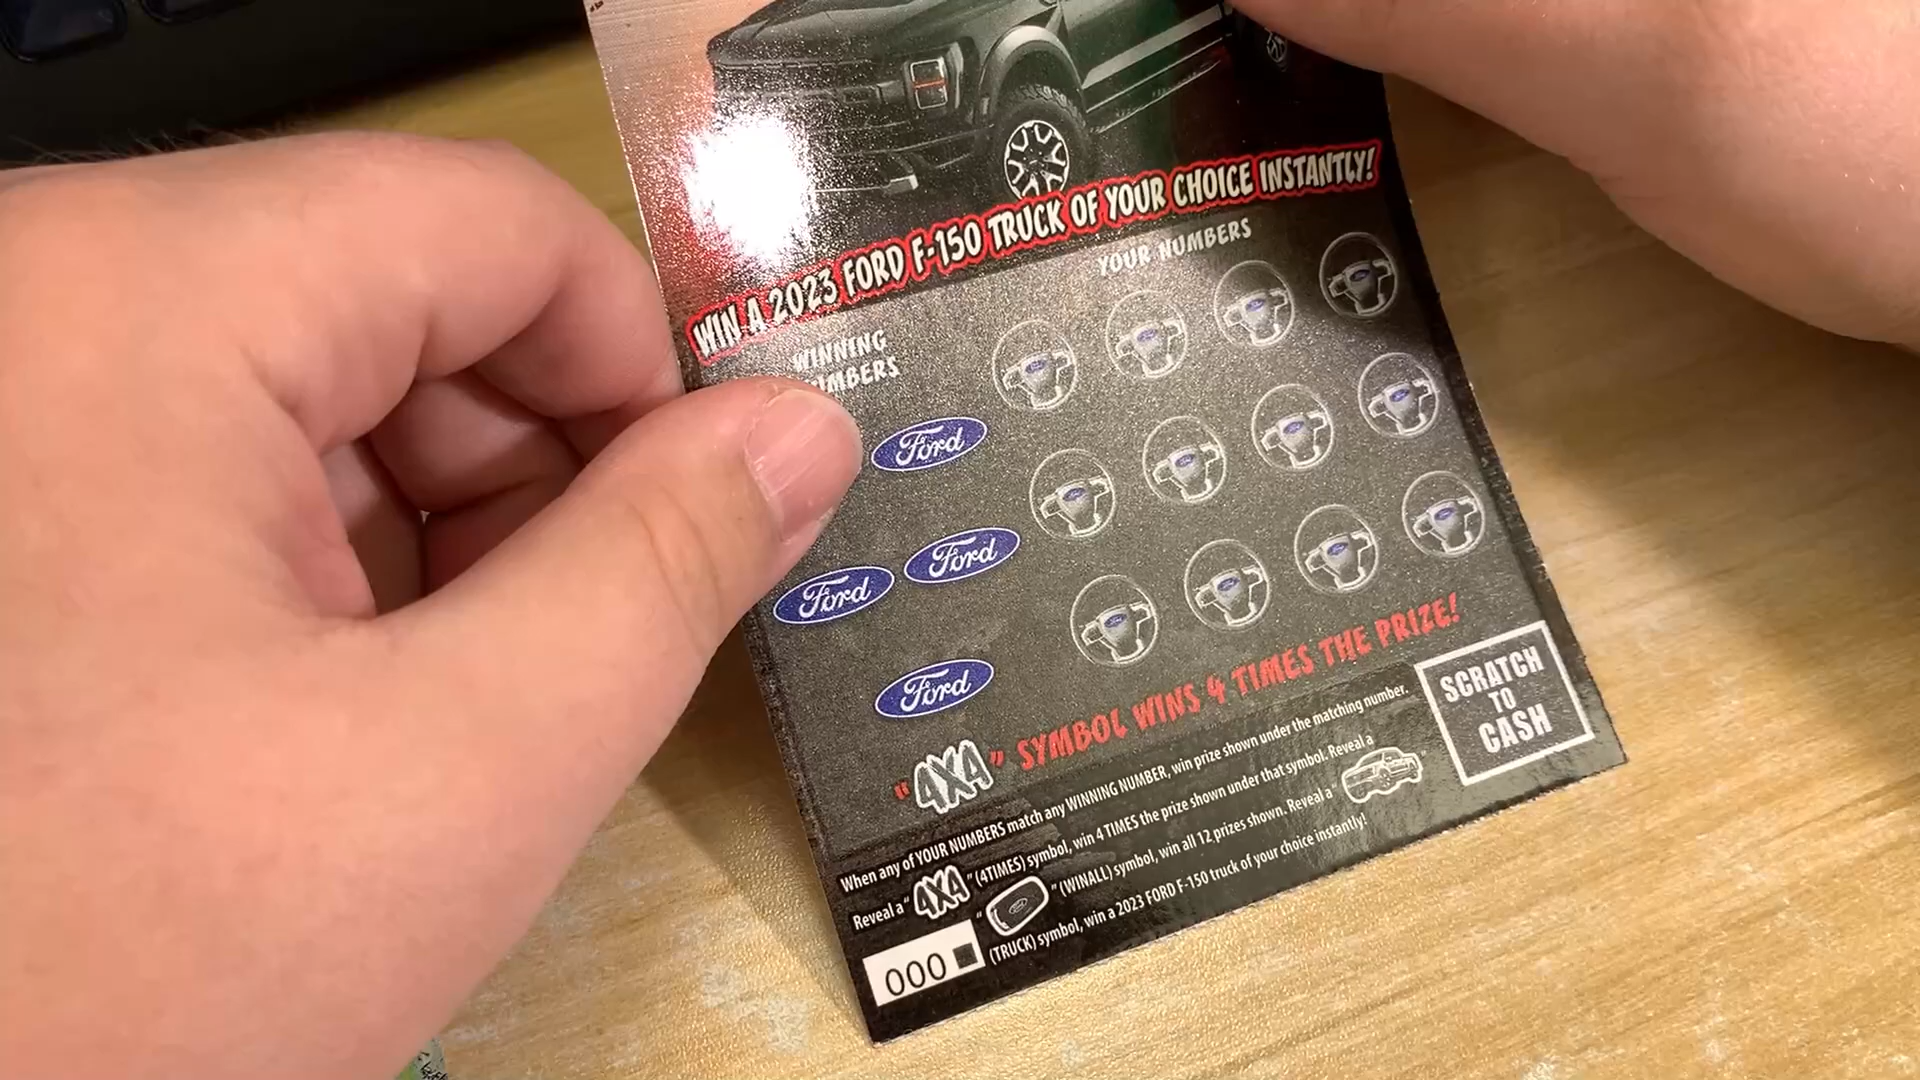 WIN A 2023 FORD F-150 TRUCK OF YOUR CHOICE INSTANTLY!
YOUR NUMBERS
WINNING
Ford
Ford
Ford
Ford
"4X4" SYMBOL WINS 4 TIMES THE PRIZE!
SCRATCH
TO
CASH
When any of YOUR NUMBERS match any WINNING NUMBER, win prize shown under the matching number.
Reveal a "4X4" (4TIMES) symbol, win 4 TIMES the prize shown under that symbol. Reveal a
" " (WINALL) symbol, win all 12 prizes shown. Reveal a " "
(TRUCK) symbol, win a 2023 FORD F-150 truck of your choice instantly!
000